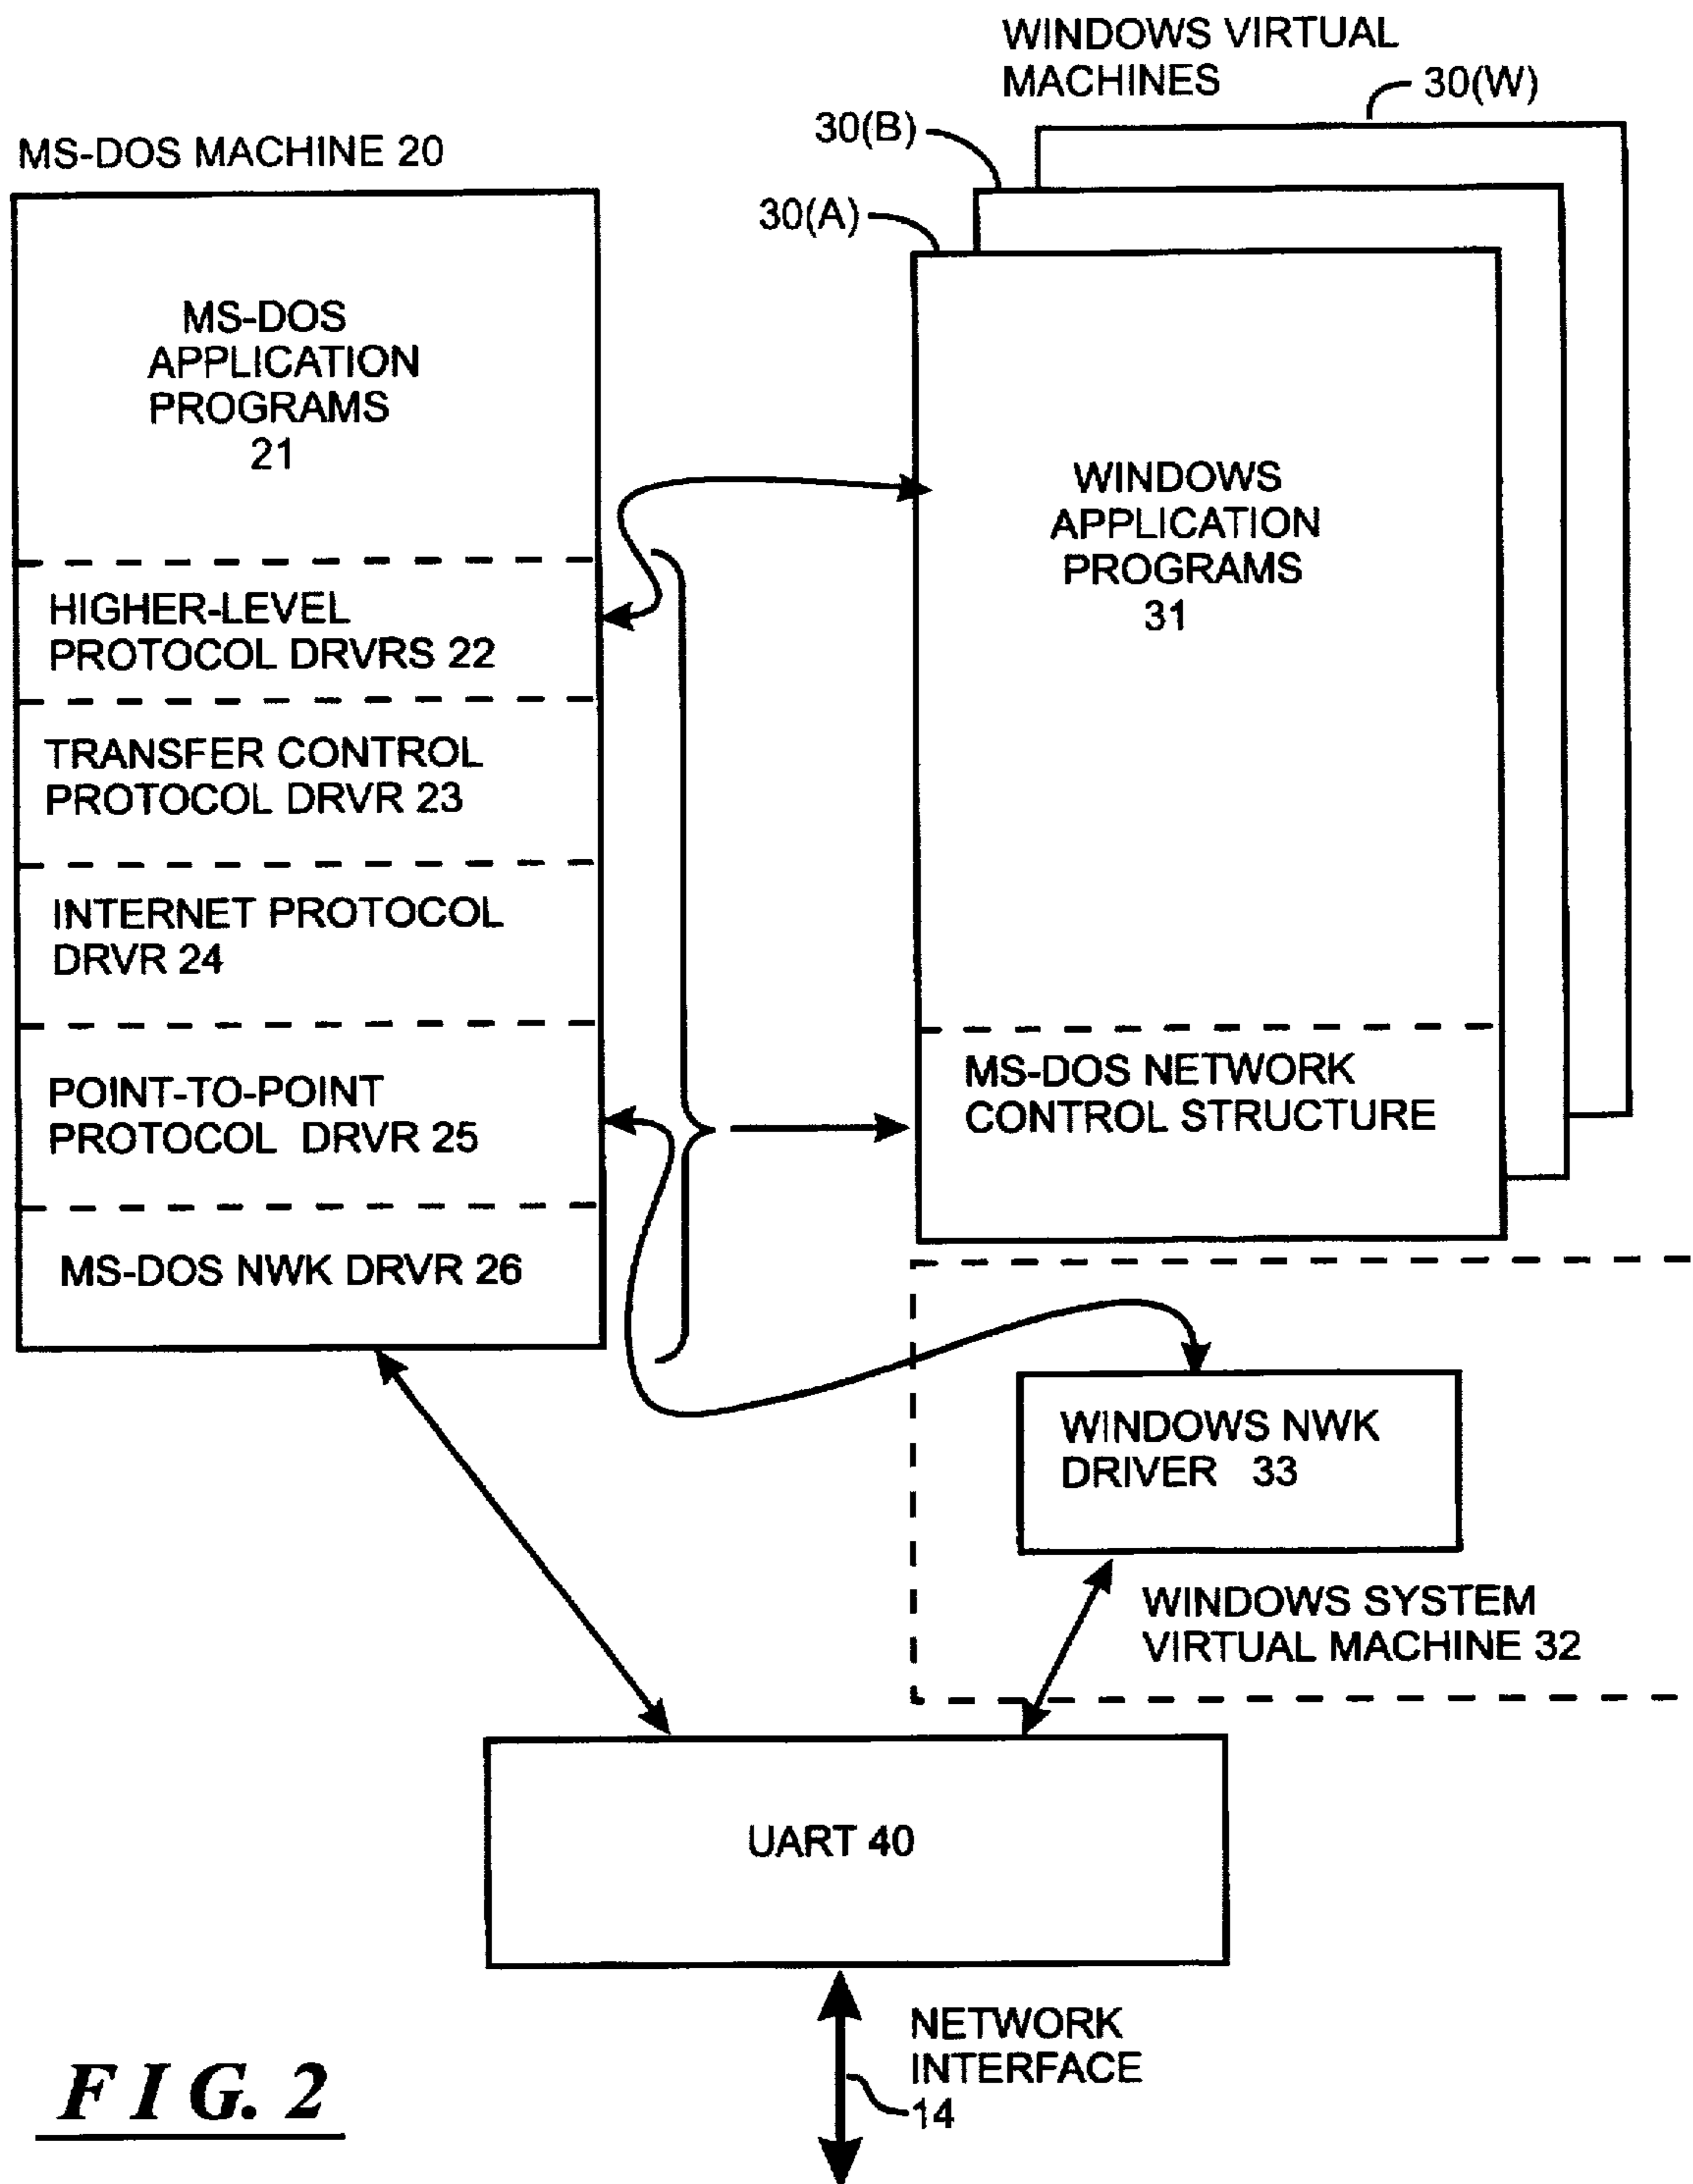 WINDOWS VIRTUAL
MACHINES
30(W)
30(B)
30(A)
MS-DOS MACHINE 20
MS-DOS
APPLICATION
PROGRAMS
21
HIGHER-LEVEL
PROTOCOL DRVRS 22
TRANSFER CONTROL
PROTOCOL DRVR 23
INTERNET PROTOCOL
DRVR 24
POINT-TO-POINT
PROTOCOL DRVR 25
MS-DOS NWK DRVR 26
WINDOWS
APPLICATION
PROGRAMS
31
MS-DOS NETWORK
CONTROL STRUCTURE
WINDOWS NWK
DRIVER 33
WINDOWS SYSTEM
VIRTUAL MACHINE 32
UART 40
NETWORK
INTERFACE
14
FIG. 2